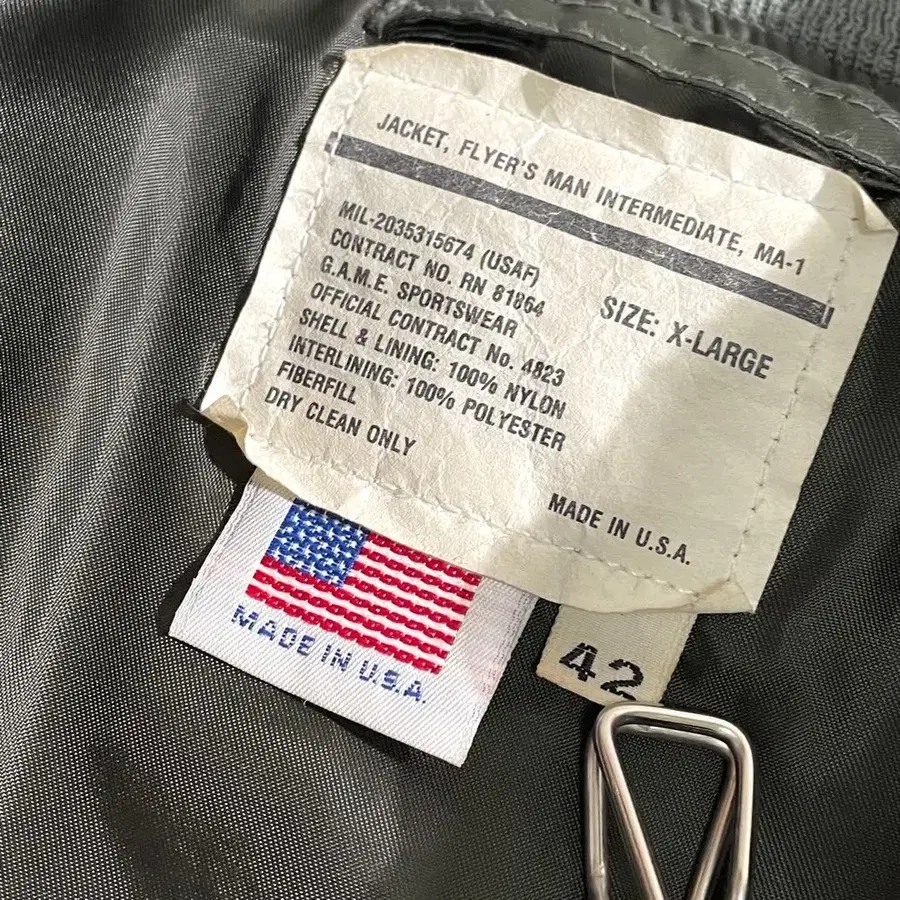 JACKET, FLYER'S MAN INTERMEDIATE, MA-1
MIL-2035315674 (USAF)
CONTRACT NO. RN 81864
G.A.M.E. SPORTSWEAR
OFFICIAL CONTRACT No. 4823
SHELL & LINING: 100% NYLON
INTERLINING: 100% POLYESTER
FIBERFILL
DRY CLEAN ONLY
SIZE: X-LARGE
MADE IN U.S.A.
MADE IN U.S.A.
42